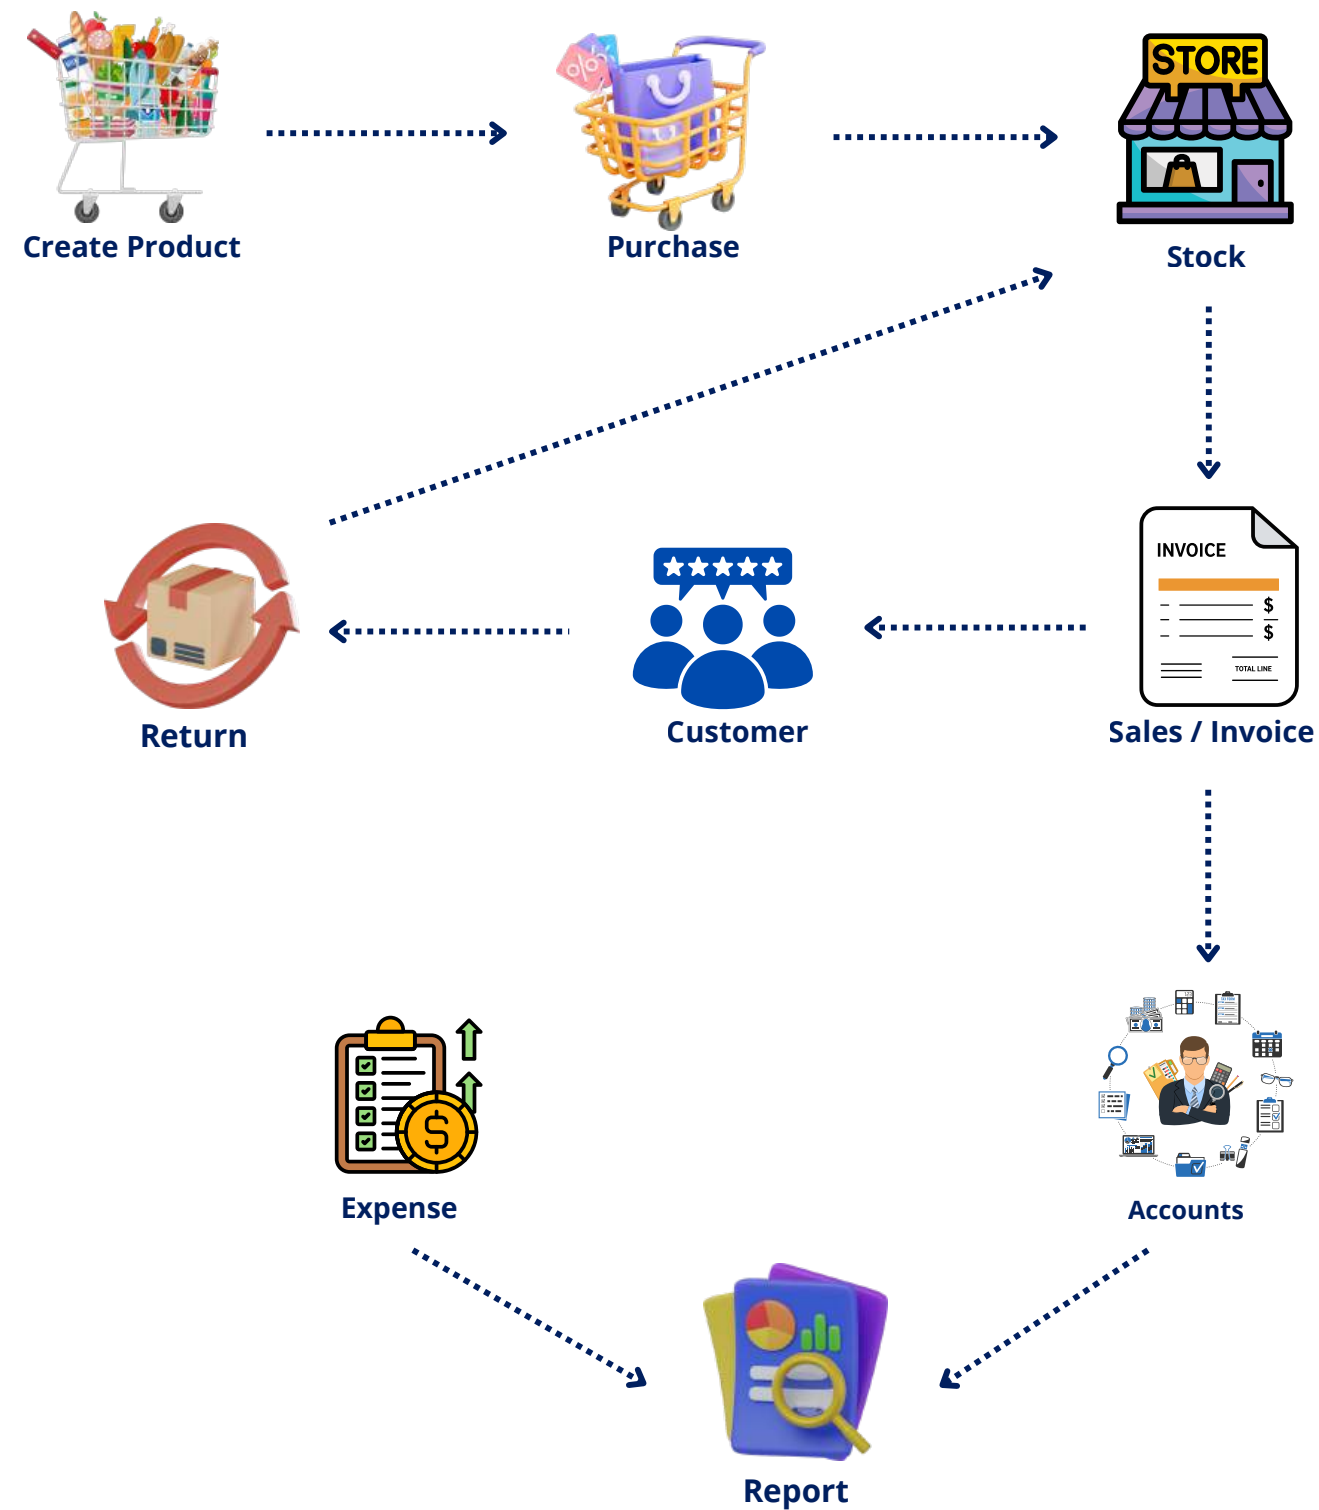 STORE
Create Product
Purchase
Stock
INVOICE
$
$
TOTAL LINE
Return
Customer
Sales / Invoice
$
Expense
Accounts
Report